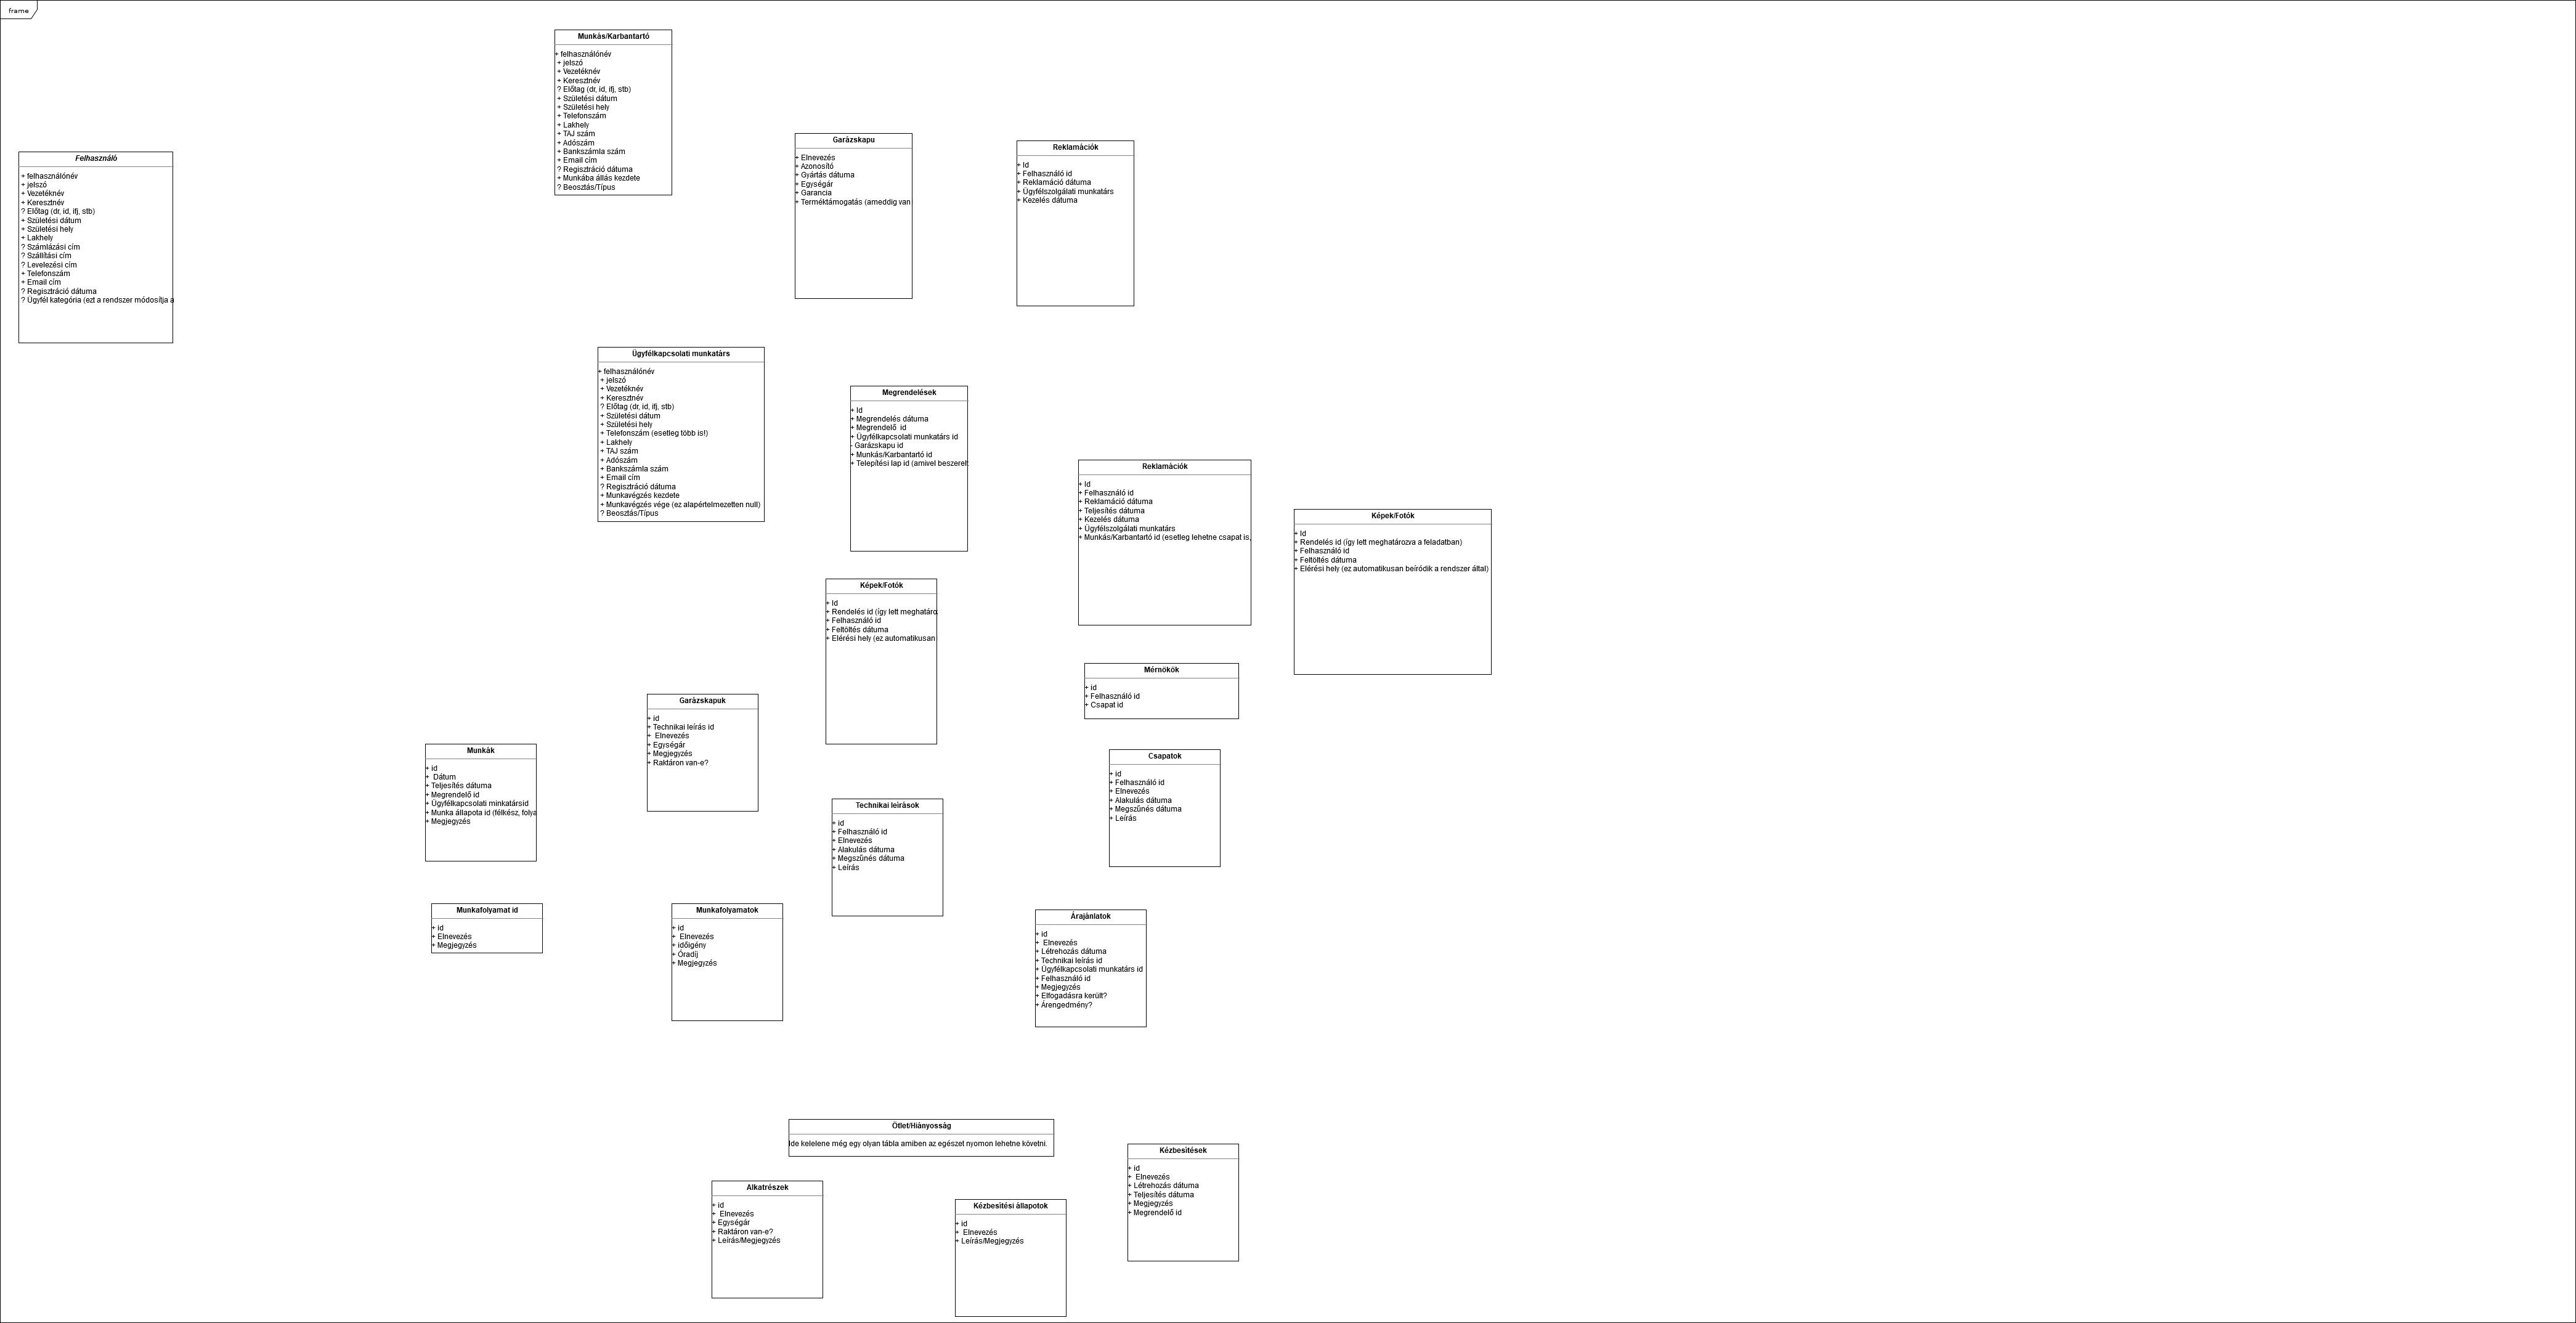 frame
Munkás/Karbantartó
+ felhasználónév
+ jelszó
+ Vezetéknév
+ Keresztnév
? Előtag (dr, id, ifj, stb)
+ Születési dátum
+ Születési hely
+ Telefonszám
+ Lakhely
+ TAJ szám
+ Adószám
+ Bankszámla szám
+ Email cím
? Regisztráció dátuma
+ Munkába állás kezdete
? Beosztás/Típus
Garázskapu
+ Elnevezés
+ Azonosító
+ Gyártás dátuma
+ Egységár
+ Garancia
+ Terméktámogatás (ameddig van
Reklamációk
+ Id
+ Felhasználó id
+ Reklamáció dátuma
+ Ügyfélszolgálati munkatárs
+ Kezelés dátuma
Felhasználó
+ felhasználónév
+ jelszó
+ Vezetéknév
+ Keresztnév
? Előtag (dr, id, ifj, stb)
+ Születési dátum
+ Születési hely
+ Lakhely
? Számlázási cím
? Szállítási cím
? Levelezési cím
+ Telefonszám
+ Email cím
? Regisztráció dátuma
? Ügyfél kategória (ezt a rendszer módosítja a
Ügyfélkapcsolati munkatárs
+ felhasználónév
+ jelszó
+ Vezetéknév
+ Keresztnév
? Előtag (dr, id, ifj, stb)
+ Születési dátum
+ Születési hely
+ Telefonszám (esetleg több is!)
+ Lakhely
+ TAJ szám
+ Adószám
+ Bankszámla szám
+ Email cím
? Regisztráció dátuma
+ Munkavégzés kezdete
+ Munkavégzés vége (ez alapértelmezetten null)
? Beosztás/Típus
Megrendelések
+ Id
+ Megrendelés dátuma
+ Megrendelő  id
+ Ügyfélkapcsolati munkatárs id
- Garázskapu id
+ Munkás/Karbantartó id
+ Telepítési lap id (amivel beszerelt
Reklamációk
+ Id
+ Felhasználó id
+ Reklamáció dátuma
+ Teljesítés dátuma
+ Kezelés dátuma
+ Ügyfélszolgálati munkatárs
+ Munkás/Karbantartó id (esetleg lehetne csapat is,
Képek/Fotók
+ Id
+ Rendelés id (így lett meghatározva a feladatban)
+ Felhasználó id
+ Feltöltés dátuma
+ Elérési hely (ez automatikusan beíródik a rendszer által)
Képek/Fotók
+ Id
+ Rendelés id (így lett meghatáro
+ Felhasználó id
+ Feltöltés dátuma
+ Elérési hely (ez automatikusan
Mérnökök
+ id
+ Felhasználó id
+ Csapat id
Garázskapuk
+ id
+ Technikai leírás id
+  Elnevezés
+ Egységár
+ Megjegyzés
+ Raktáron van-e?
Munkák
+ id
+  Dátum
+ Teljesítés dátuma
+ Megrendelő id
+ Ügyfélkapcsolati minkatársid
+ Munka állapota id (félkész, folya
+ Megjegyzés
Csapatok
+ id
+ Felhasználó id
+ Elnevezés
+ Alakulás dátuma
+ Megszűnés dátuma
+ Leírás
Technikai leírások
+ id
+ Felhasználó id
+ Elnevezés
+ Alakulás dátuma
+ Megszűnés dátuma
+ Leírás
Munkafolyamat id
+ id
+ Elnevezés
+ Megjegyzés
Munkafolyamatok
+ id
+  Elnevezés
+ időigény
+ Óradíj
+ Megjegyzés
Árajánlatok
+ id
+  Elnevezés
+ Létrehozás dátuma
+ Technikai leírás id
+ Ügyfélkapcsolati munkatárs id
+ Felhasználó id
+ Megjegyzés
+ Elfogadásra került?
+ Árengedmény?
Ötlet/Hiányosság
Ide kelelene még egy olyan tábla amiben az egészet nyomon lehetne követni.
Kézbesítések
+ id
+  Elnevezés
+ Létrehozás dátuma
+ Teljesítés dátuma
+ Megjegyzés
+ Megrendelő id
Alkatrészek
+ id
+  Elnevezés
+ Egységár
+ Raktáron van-e?
+ Leírás/Megjegyzés
Kézbesítési állapotok
+ id
+  Elnevezés
+ Leírás/Megjegyzés